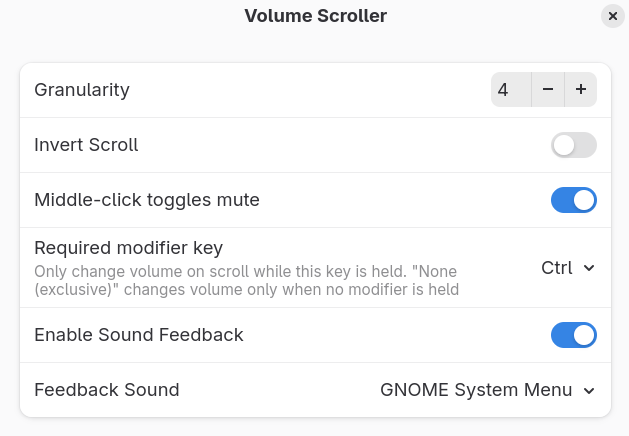 Volume Scroller
Granularity
4
Invert Scroll
Middle-click toggles mute
Required modifier key
Only change volume on scroll while this key is held. "None
(exclusive)" changes volume only when no modifier is held
Ctrl
Enable Sound Feedback
Feedback Sound
GNOME System Menu